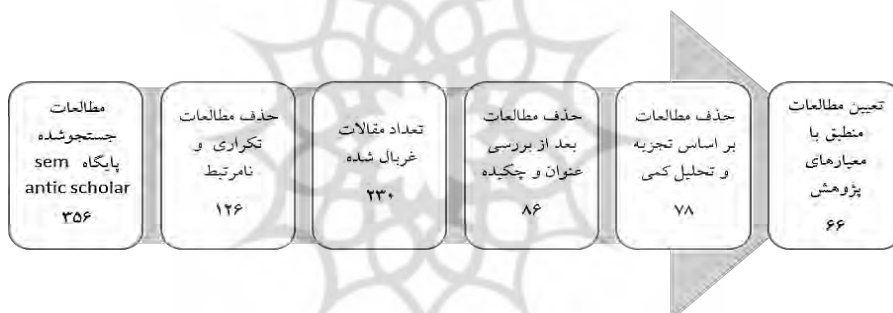 مطالعات
جستجوشده
پایگاه sem
antic scholar
۳۵۶
حذف مطالعات
تکراری و
نامرتبط
۱۲۶
تعداد مقالات
غربال شده
۲۳۰
حذف مطالعات
بعد از بررسی
عنوان و چکیده
۸۶
حذف مطالعات
بر اساس تجزیه
و تحلیل کمی
۷۸
تعیین مطالعات
منطبق با
معیارهای
پژوهش
۶۶